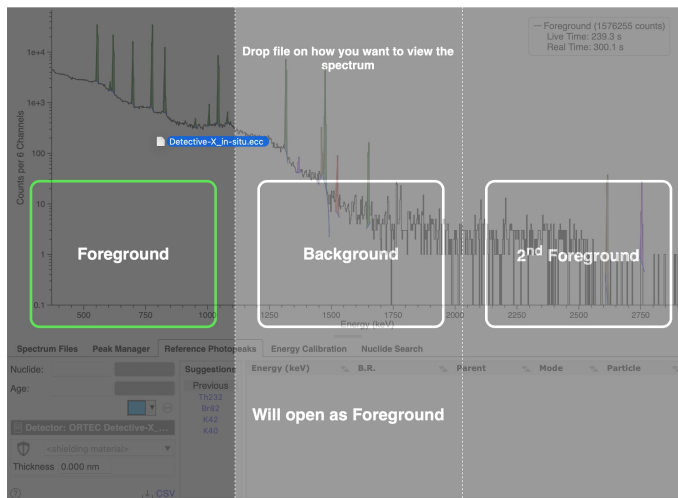 Foreground (1576255 counts)
Live Time: 239.3 s
Real Time: 300.1 s
Drop file on how you want to view the
spectrum
Detective-X_in-situ.ecc
Counts per 6 Channels
1e+4
1e+3
100
10
1
0.1
Foreground
Background
2nd Foreground
500
750
1000
1250
1500
1750
2000
2250
2500
2750
Energy (keV)
Spectrum Files
Peak Manager
Reference Photopeaks
Energy Calibration
Nuclide Search
Nuclide:
Age:
Detector: ORTEC Detective-X_...
<shielding material>
Thickness 0.000 nm
CSV
Suggestions
Previous
Th232
Br82
K42
K40
Energy (keV)
B.R.
Parent
Mode
Particle
Will open as Foreground